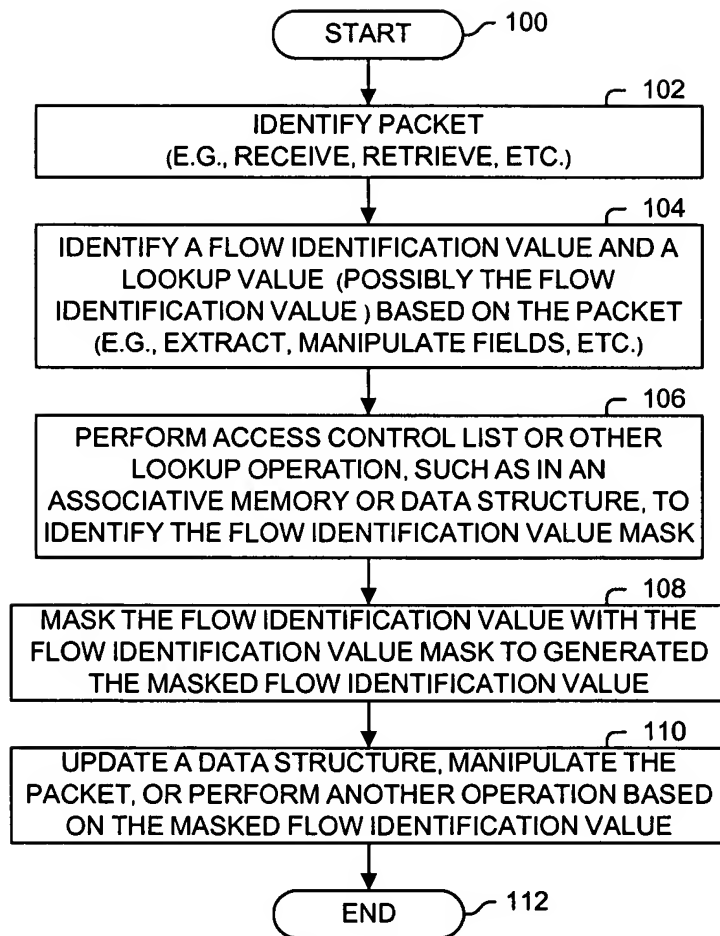 START
100
102
IDENTIFY PACKET
(E.G., RECEIVE, RETRIEVE, ETC.)
104
IDENTIFY A FLOW IDENTIFICATION VALUE AND A
LOOKUP VALUE (POSSIBLY THE FLOW
IDENTIFICATION VALUE) BASED ON THE PACKET
(E.G., EXTRACT, MANIPULATE FIELDS, ETC.)
106
PERFORM ACCESS CONTROL LIST OR OTHER
LOOKUP OPERATION, SUCH AS IN AN
ASSOCIATIVE MEMORY OR DATA STRUCTURE, TO
IDENTIFY THE FLOW IDENTIFICATION VALUE MASK
108
MASK THE FLOW IDENTIFICATION VALUE WITH THE
FLOW IDENTIFICATION VALUE MASK TO GENERATED
THE MASKED FLOW IDENTIFICATION VALUE
110
UPDATE A DATA STRUCTURE, MANIPULATE THE
PACKET, OR PERFORM ANOTHER OPERATION BASED
ON THE MASKED FLOW IDENTIFICATION VALUE
END
112